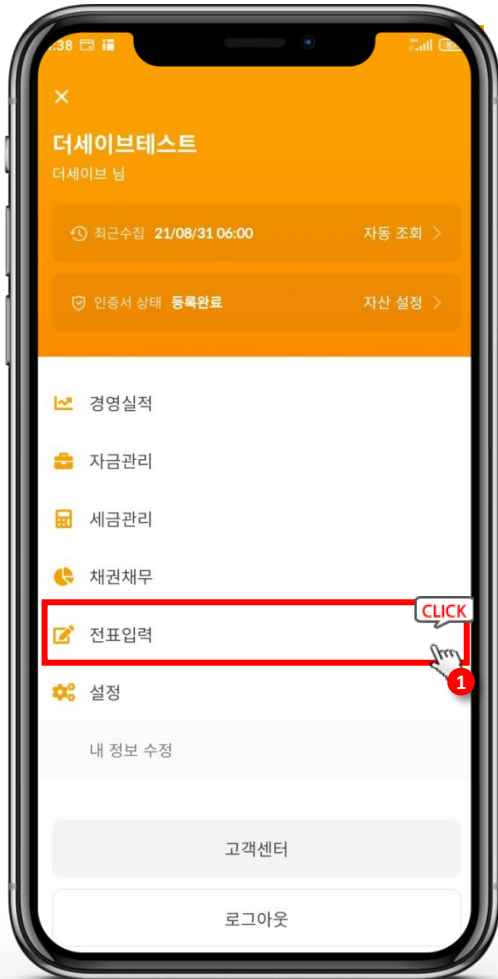 :38
×
더세이브테스트
더세이브 님
최근수집 21/08/31 06:00 자동 조회 >
인증서 상태 등록완료 자산 설정 >
경영실적
자금관리
세금관리
채권채무
CLICK
전표입력
1
설정
내 정보 수정
고객센터
로그아웃